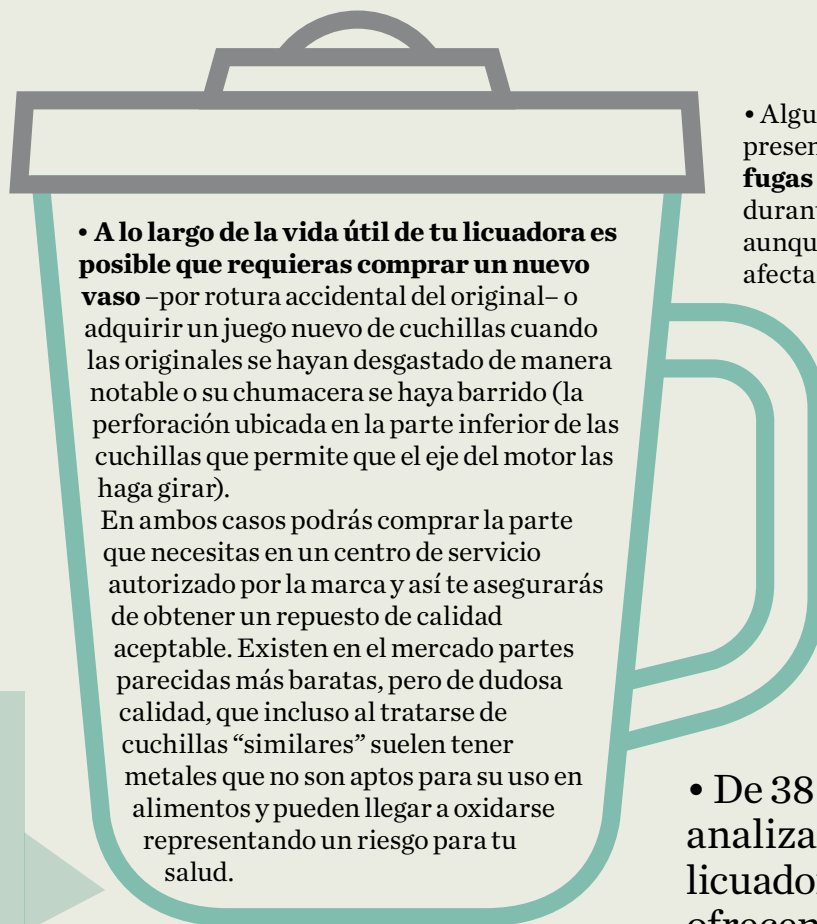 • A lo largo de la vida útil de tu licuadora es
posible que requieras comprar un nuevo
vaso –por rotura accidental del original– o
adquirir un juego nuevo de cuchillas cuando
las originales se hayan desgastado de manera
notable o su chumacera se haya barrido (la
perforación ubicada en la parte inferior de las
cuchillas que permite que el eje del motor las
haga girar).
En ambos casos podrás comprar la parte
que necesitas en un centro de servicio
autorizado por la marca y así te asegurarás
de obtener un repuesto de calidad
aceptable. Existen en el mercado partes
parecidas más baratas, pero de dudosa
calidad, que incluso al tratarse de
cuchillas “similares” suelen tener
metales que no son aptos para su uso en
alimentos y pueden llegar a oxidarse
representando un riesgo para tu
salud.
• Algu
presen
fugas
durant
aunqu
afecta
• De 38
analiza
licuador
ofrecen